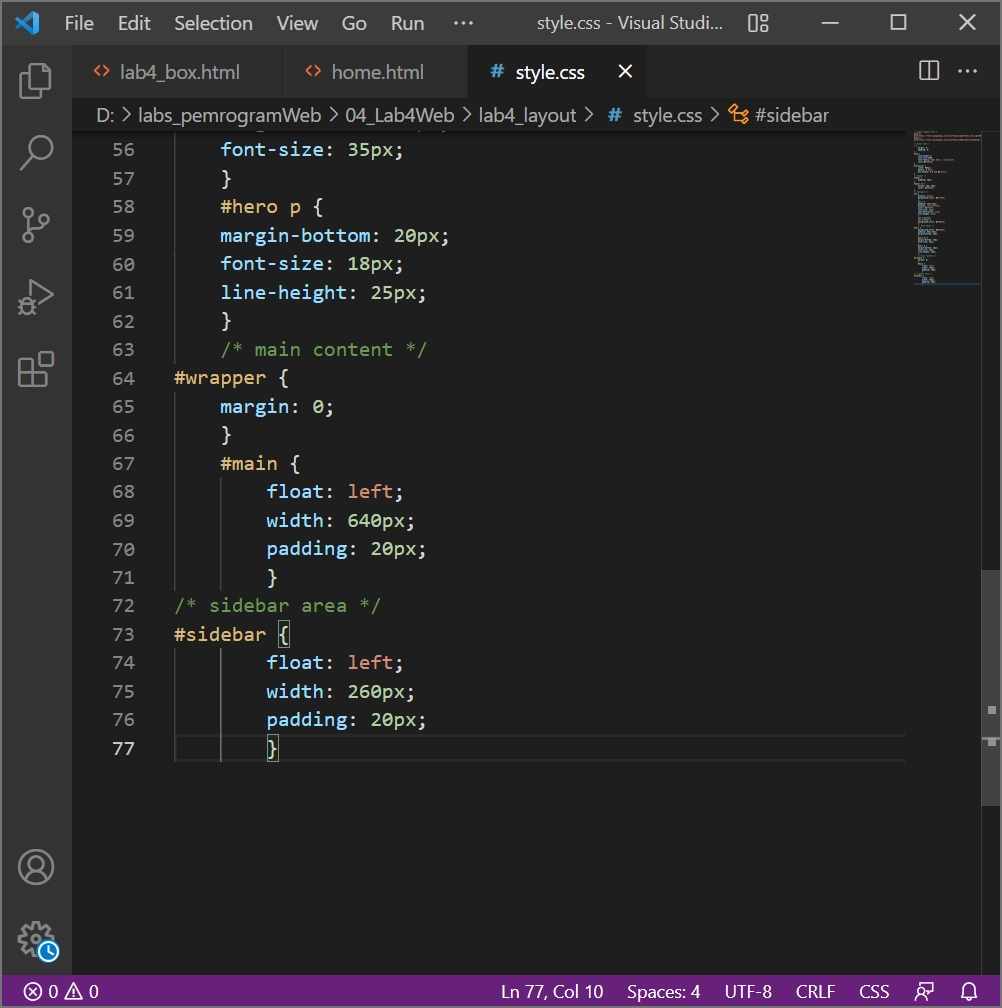 File Edit Selection View Go Run ··· style.css - Visual Studi...
<> lab4_box.html <> home.html # style.css
D: > labs_pemrogramWeb > 04_Lab4Web > lab4_layout > # style.css > #sidebar
56 font-size: 35px;
57 }
58 #hero p {
59 margin-bottom: 20px;
60 font-size: 18px;
61 line-height: 25px;
62 }
63 /* main content */
64 #wrapper {
65 margin: 0;
66 }
67 #main {
68 float: left;
69 width: 640px;
70 padding: 20px;
71 }
72 /* sidebar area */
73 #sidebar {
74 float: left;
75 width: 260px;
76 padding: 20px;
77 }
0 0 Ln 77, Col 10 Spaces: 4 UTF-8 CRLF CSS